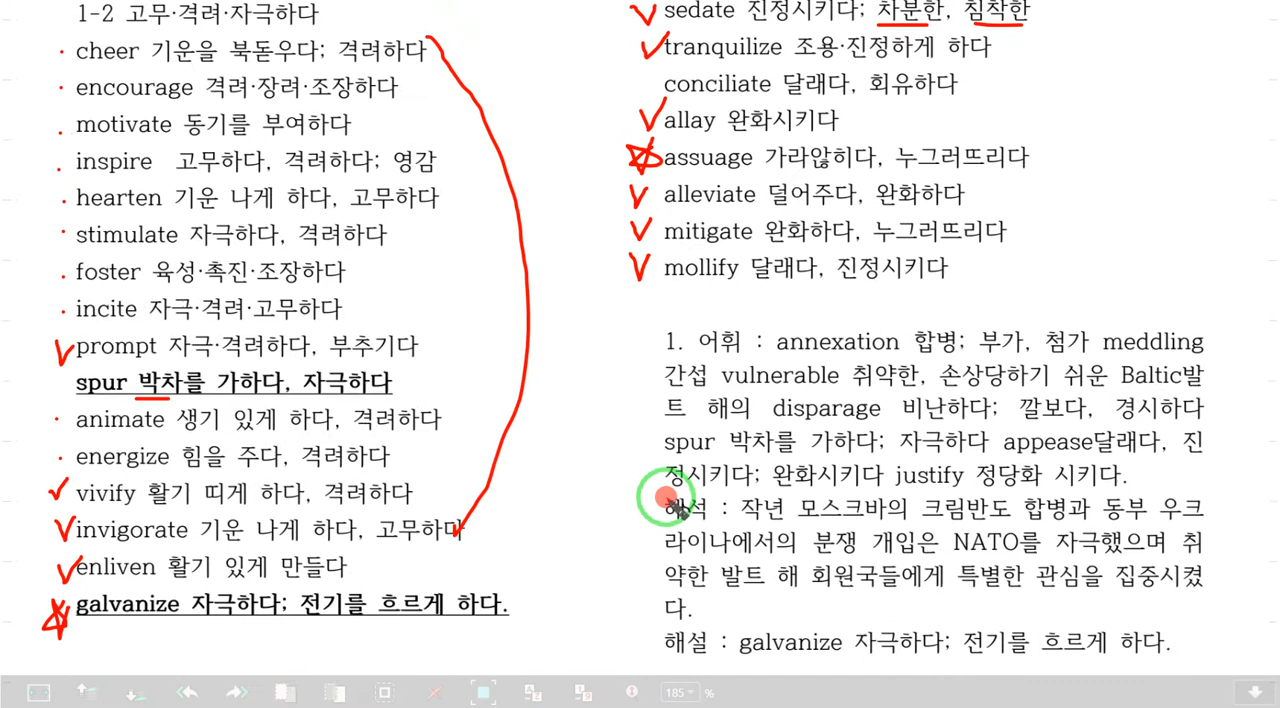 1-2 고무·격려·자극하다
cheer 기운을 북돋우다; 격려하다
encourage 격려·장려·조장하다
motivate 동기를 부여하다
inspire 고무하다, 격려하다; 영감
hearten 기운 나게 하다, 고무하다
stimulate 자극하다, 격려하다
foster 육성·촉진·조장하다
incite 자극·격려·고무하다
prompt 자극·격려하다, 부추기다
spur 박차를 가하다, 자극하다
animate 생기 있게 하다, 격려하다
energize 힘을 주다, 격려하다
vivify 활기 띠게 하다, 격려하다
invigorate 기운 나게 하다, 고무하다
enliven 활기 있게 만들다
galvanize 자극하다; 전기를 흐르게 하다.
sedate 진정시키다; 차분한, 침착한
tranquilize 조용·진정하게 하다
conciliate 달래다, 회유하다
allay 완화시키다
assuage 가라않히다, 누그러뜨리다
alleviate 덜어주다, 완화하다
mitigate 완화하다, 누그러뜨리다
mollify 달래다, 진정시키다
1. 어휘 : annexation 합병; 부가, 첨가 meddling
간섭 vulnerable 취약한, 손상당하기 쉬운 Baltic발
트 해의 disparage 비난하다; 깔보다, 경시하다
spur 박차를 가하다; 자극하다 appease달래다, 진
정시키다; 완화시키다 justify 정당화 시키다.
해석 : 작년 모스크바의 크림반도 합병과 동부 우크
라이나에서의 분쟁 개입은 NATO를 자극했으며 취
약한 발트 해 회원국들에게 특별한 관심을 집중시켰
다.
해설 : galvanize 자극하다; 전기를 흐르게 하다.
185 %